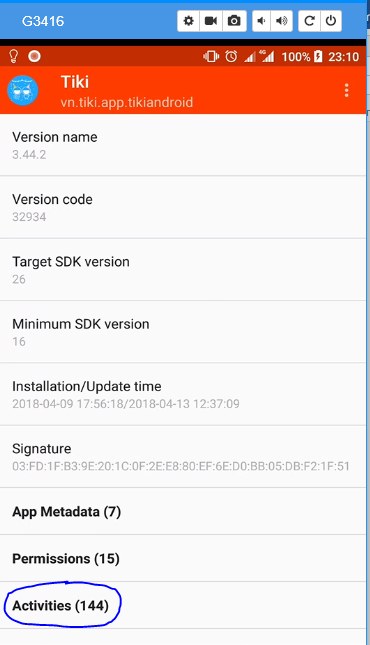 G3416
4G
100%
23:10
Tiki
vn.tiki.app.tikiandroid
Version name
3.44.2
Version code
32934
Target SDK version
26
Minimum SDK version
16
Installation/Update time
2018-04-09 17:56:18/2018-04-13 12:37:09
Signature
03:FD:1F:B3:9E:20:1C:0F:2E:E8:80:EF:6E:D0:BB:05:DB:F2:1F:51
App Metadata (7)
Permissions (15)
Activities (144)